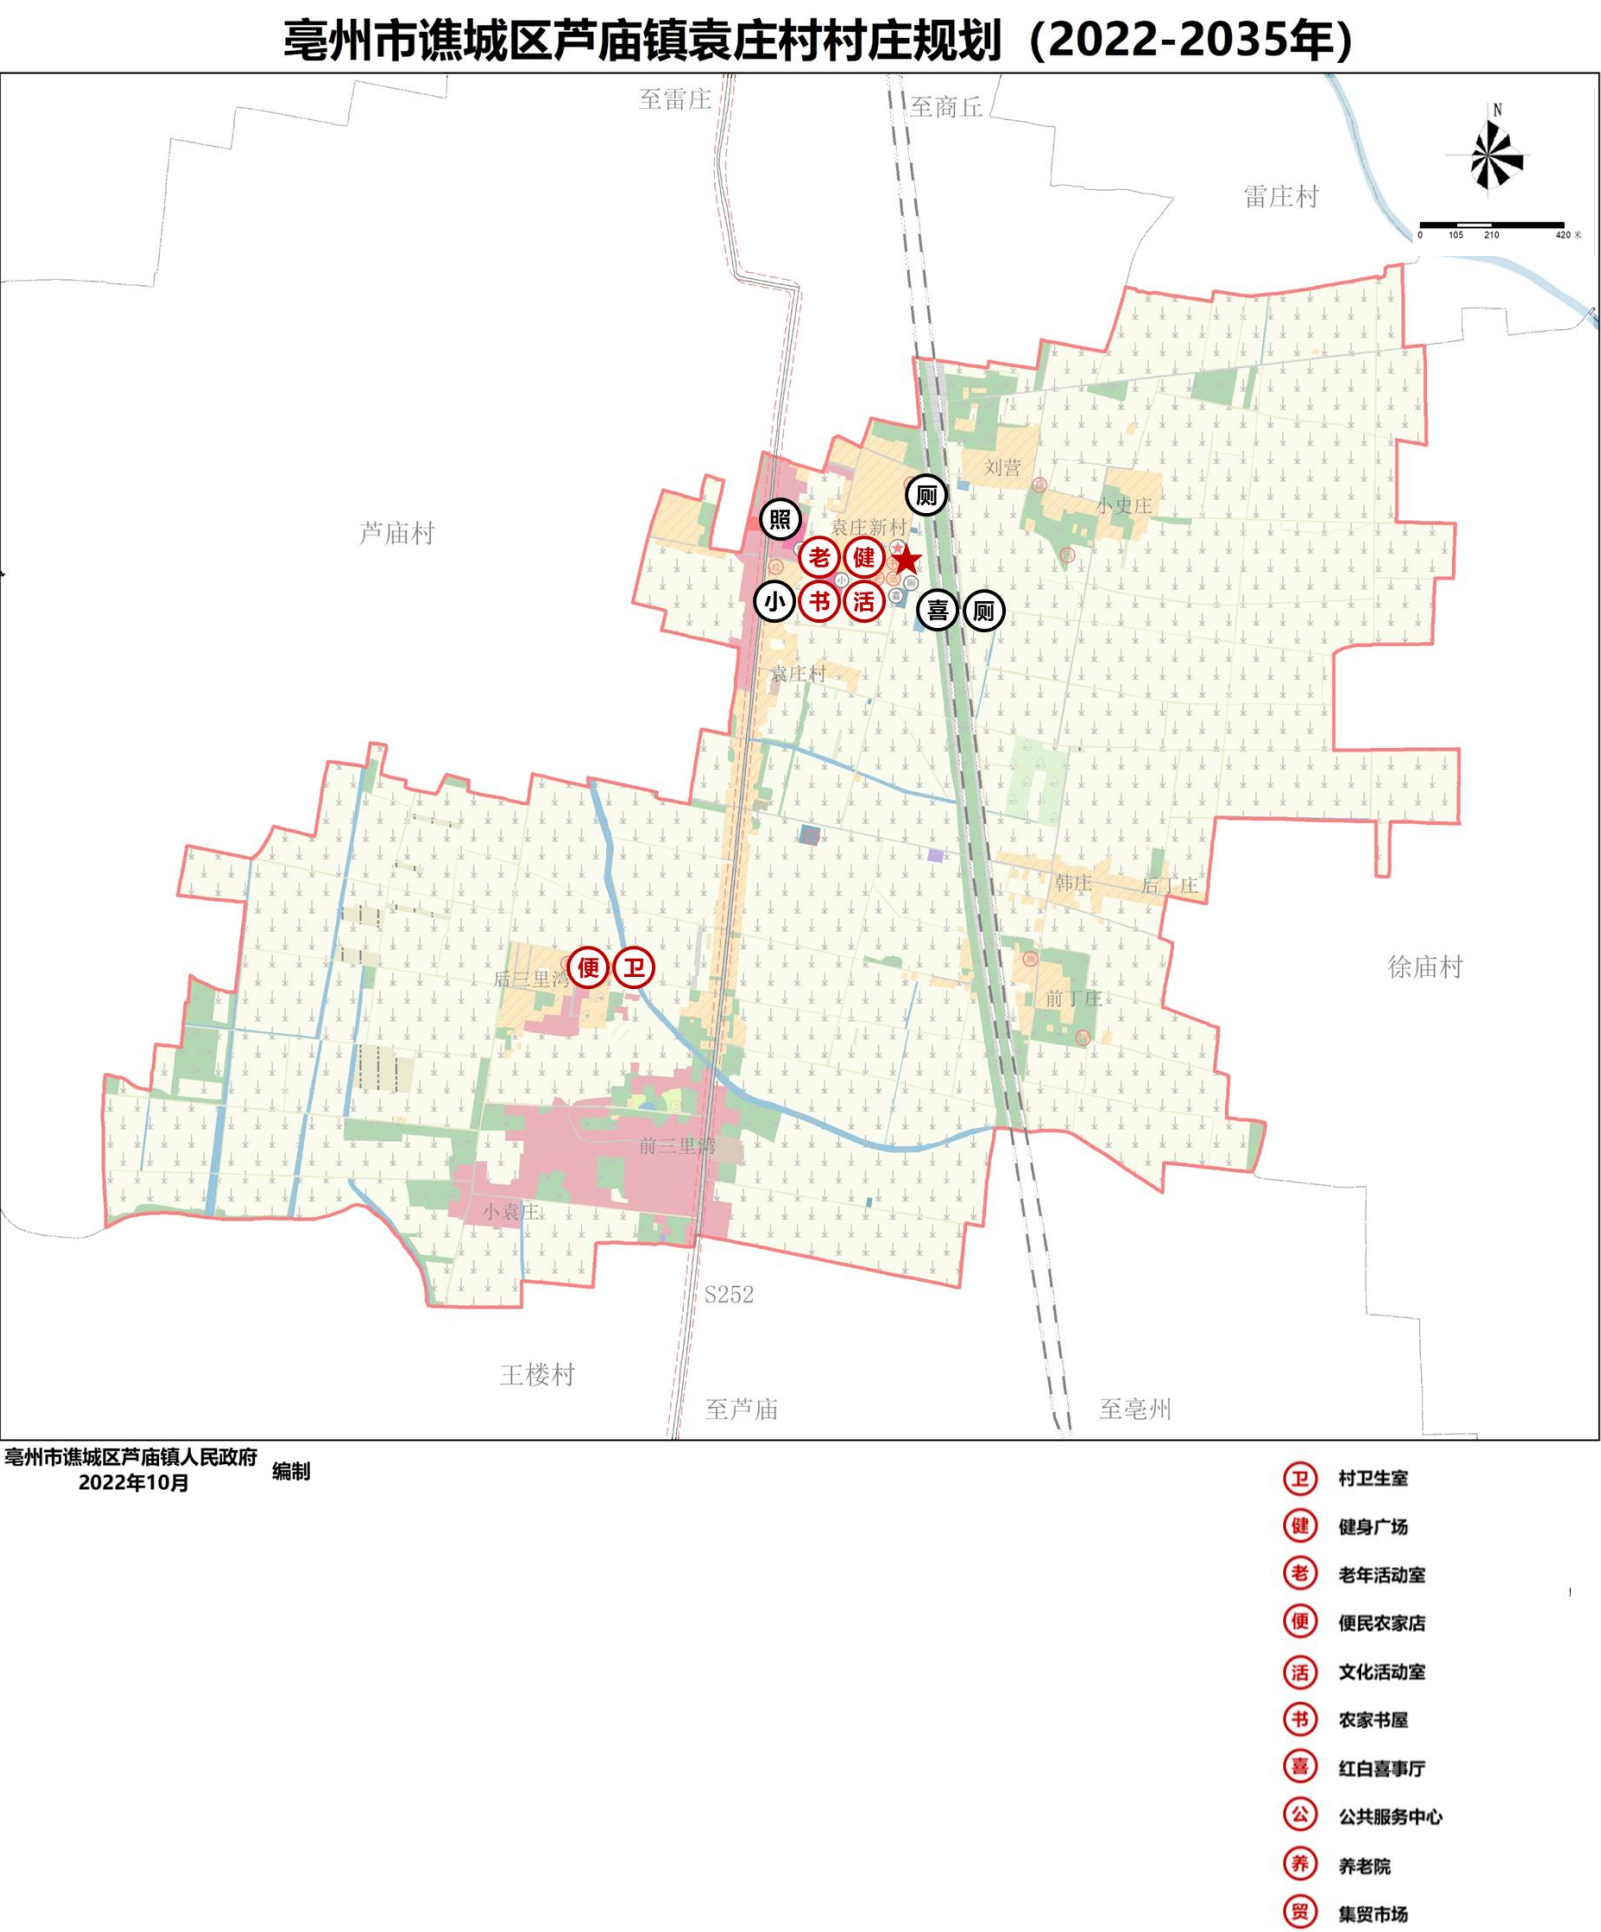 亳州市谯城区芦庙镇袁庄村村庄规划（2022-2035年）
至雷庄
至商丘
N
雷庄村
0 105 210 420 米
刘营
小史庄
厕
照
袁庄新村
芦庙村
老 健
小 书 活
喜 厕
袁庄村
韩庄
后丁庄
便 卫
后三里湾
徐庙村
前丁庄
前三里湾
小袁庄
S252
王楼村
至芦庙
至亳州
亳州市谯城区芦庙镇人民政府
2022年10月
编制
卫 村卫生室
健 健身广场
老 老年活动室
便 便民农家店
活 文化活动室
书 农家书屋
喜 红白喜事厅
公 公共服务中心
养 养老院
贸 集贸市场